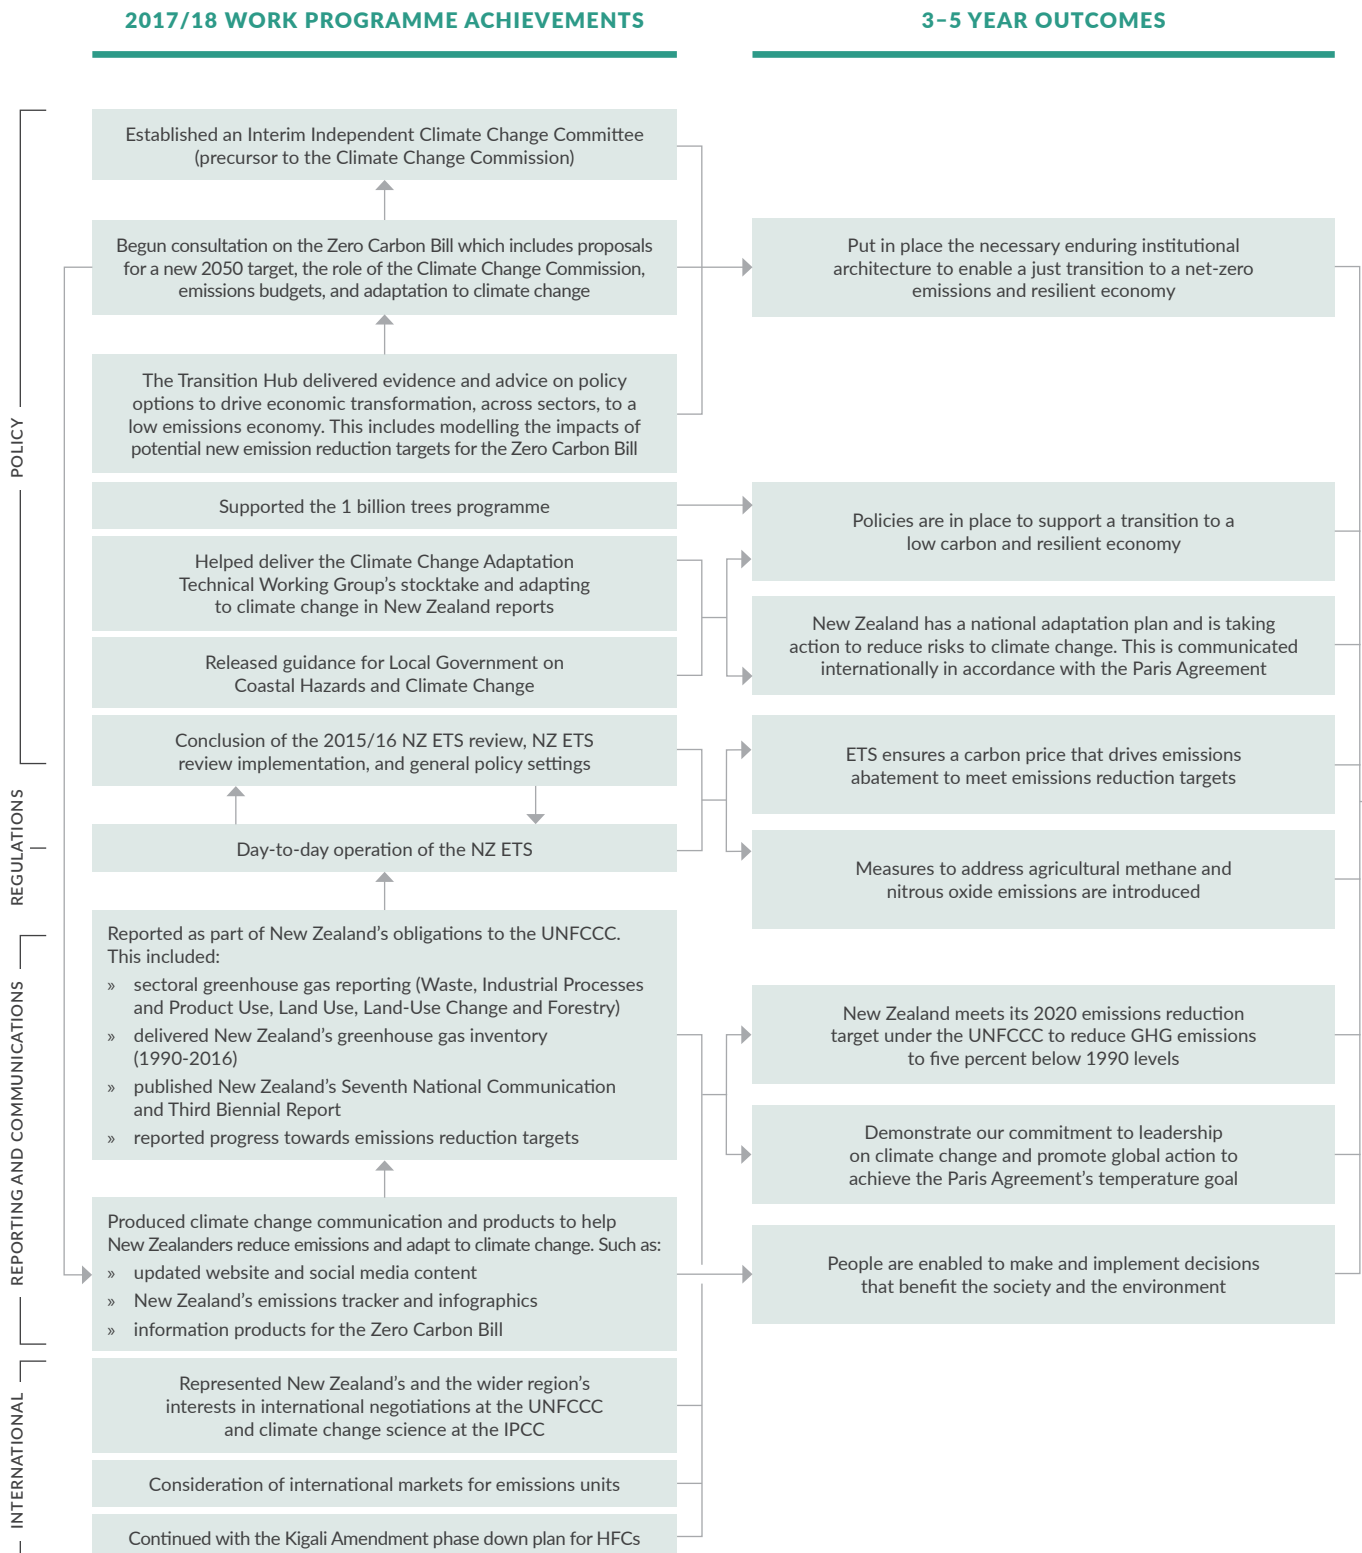 2017/18 WORK PROGRAMME ACHIEVEMENTS
3–5 YEAR OUTCOMES
POLICY
Established an Interim Independent Climate Change Committee
(precursor to the Climate Change Commission)
Begun consultation on the Zero Carbon Bill which includes proposals
for a new 2050 target, the role of the Climate Change Commission,
emissions budgets, and adaptation to climate change
Put in place the necessary enduring institutional
architecture to enable a just transition to a net-zero
emissions and resilient economy
The Transition Hub delivered evidence and advice on policy
options to drive economic transformation, across sectors, to a
low emissions economy. This includes modelling the impacts of
potential new emission reduction targets for the Zero Carbon Bill
Supported the 1 billion trees programme
Policies are in place to support a transition to a
low carbon and resilient economy
Helped deliver the Climate Change Adaptation
Technical Working Group's stocktake and adapting
to climate change in New Zealand reports
New Zealand has a national adaptation plan and is taking
action to reduce risks to climate change. This is communicated
internationally in accordance with the Paris Agreement
Released guidance for Local Government on
Coastal Hazards and Climate Change
Conclusion of the 2015/16 NZ ETS review, NZ ETS
review implementation, and general policy settings
ETS ensures a carbon price that drives emissions
abatement to meet emissions reduction targets
REGULATIONS
Day-to-day operation of the NZ ETS
Measures to address agricultural methane and
nitrous oxide emissions are introduced
REPORTING AND COMMUNICATIONS
Reported as part of New Zealand's obligations to the UNFCCC.
This included:
» sectoral greenhouse gas reporting (Waste, Industrial Processes
and Product Use, Land Use, Land-Use Change and Forestry)
» delivered New Zealand's greenhouse gas inventory
(1990-2016)
» published New Zealand's Seventh National Communication
and Third Biennial Report
» reported progress towards emissions reduction targets
New Zealand meets its 2020 emissions reduction
target under the UNFCCC to reduce GHG emissions
to five percent below 1990 levels
Demonstrate our commitment to leadership
on climate change and promote global action to
achieve the Paris Agreement's temperature goal
Produced climate change communication and products to help
New Zealanders reduce emissions and adapt to climate change. Such as:
» updated website and social media content
» New Zealand's emissions tracker and infographics
» information products for the Zero Carbon Bill
People are enabled to make and implement decisions
that benefit the society and the environment
INTERNATIONAL
Represented New Zealand's and the wider region's
interests in international negotiations at the UNFCCC
and climate change science at the IPCC
Consideration of international markets for emissions units
Continued with the Kigali Amendment phase down plan for HFCs